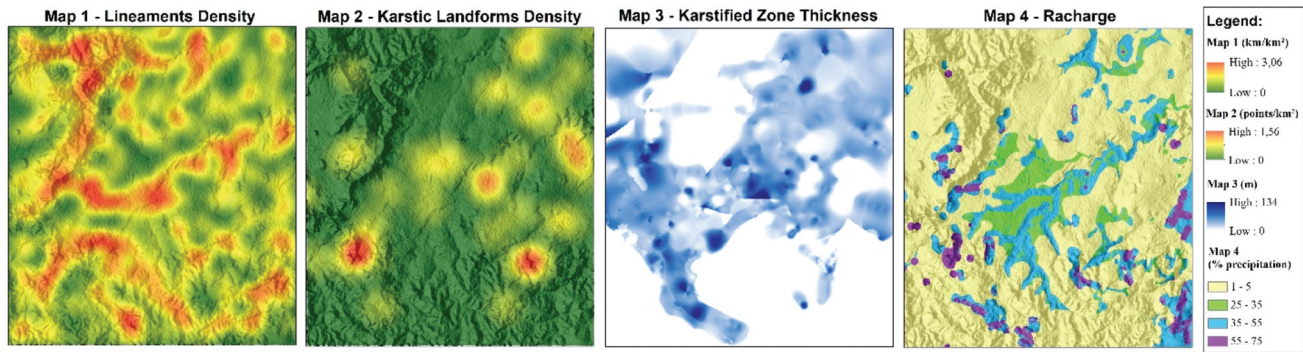 Map 1 - Lineaments Density
Map 2 - Karstic Landforms Density
Map 3 - Karstified Zone Thickness
Map 4 - Racharge
Legend:
Map 1 (km/km²)
High : 3,06
Low : 0
Map 2 (points/km²)
High : 1,56
Low : 0
Map 3 (m)
High : 134
Low : 0
Map 4
(% precipitation)
1 - 5
25 - 35
35 - 55
55 - 75